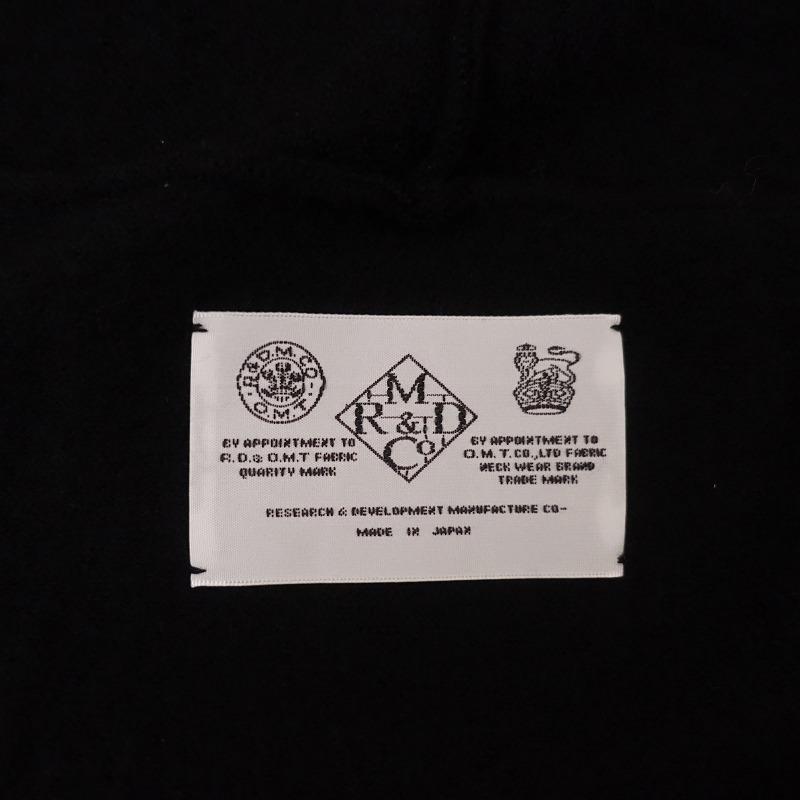 R.&D.M.CO.
O.M.T.
M
R & D
Co
BY APPOINTMENT TO
R.D.& O.M.T FABRIC
QUARITY MARK
BY APPOINTMENT TO
O.M.T.CO.,LTD FABRIC
NECK WEAR BRAND
TRADE MARK
RESEARCH & DEVELOPMENT MANUFACTURE CO-
MADE IN JAPAN